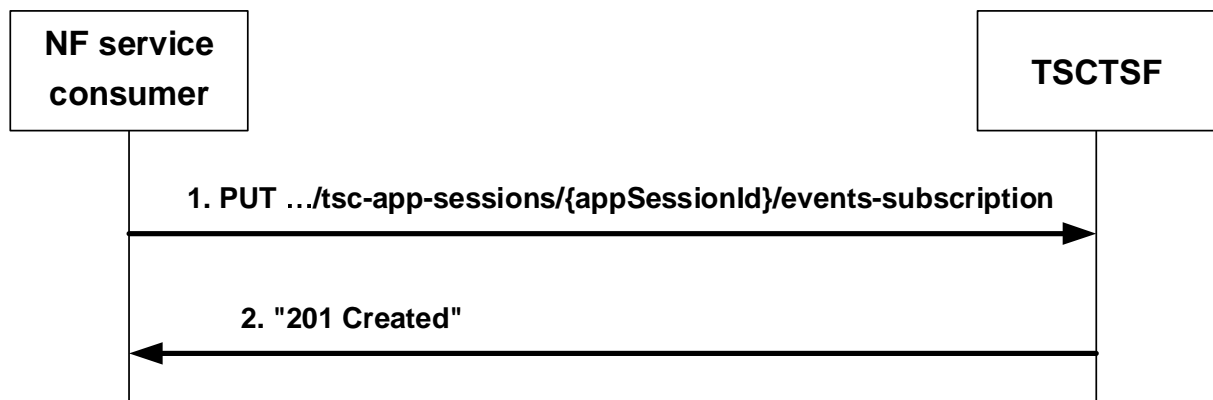 NF service
consumer
TSCTSF
1. PUT …/tsc-app-sessions/{appSessionId}/events-subscription
2. "201 Created"